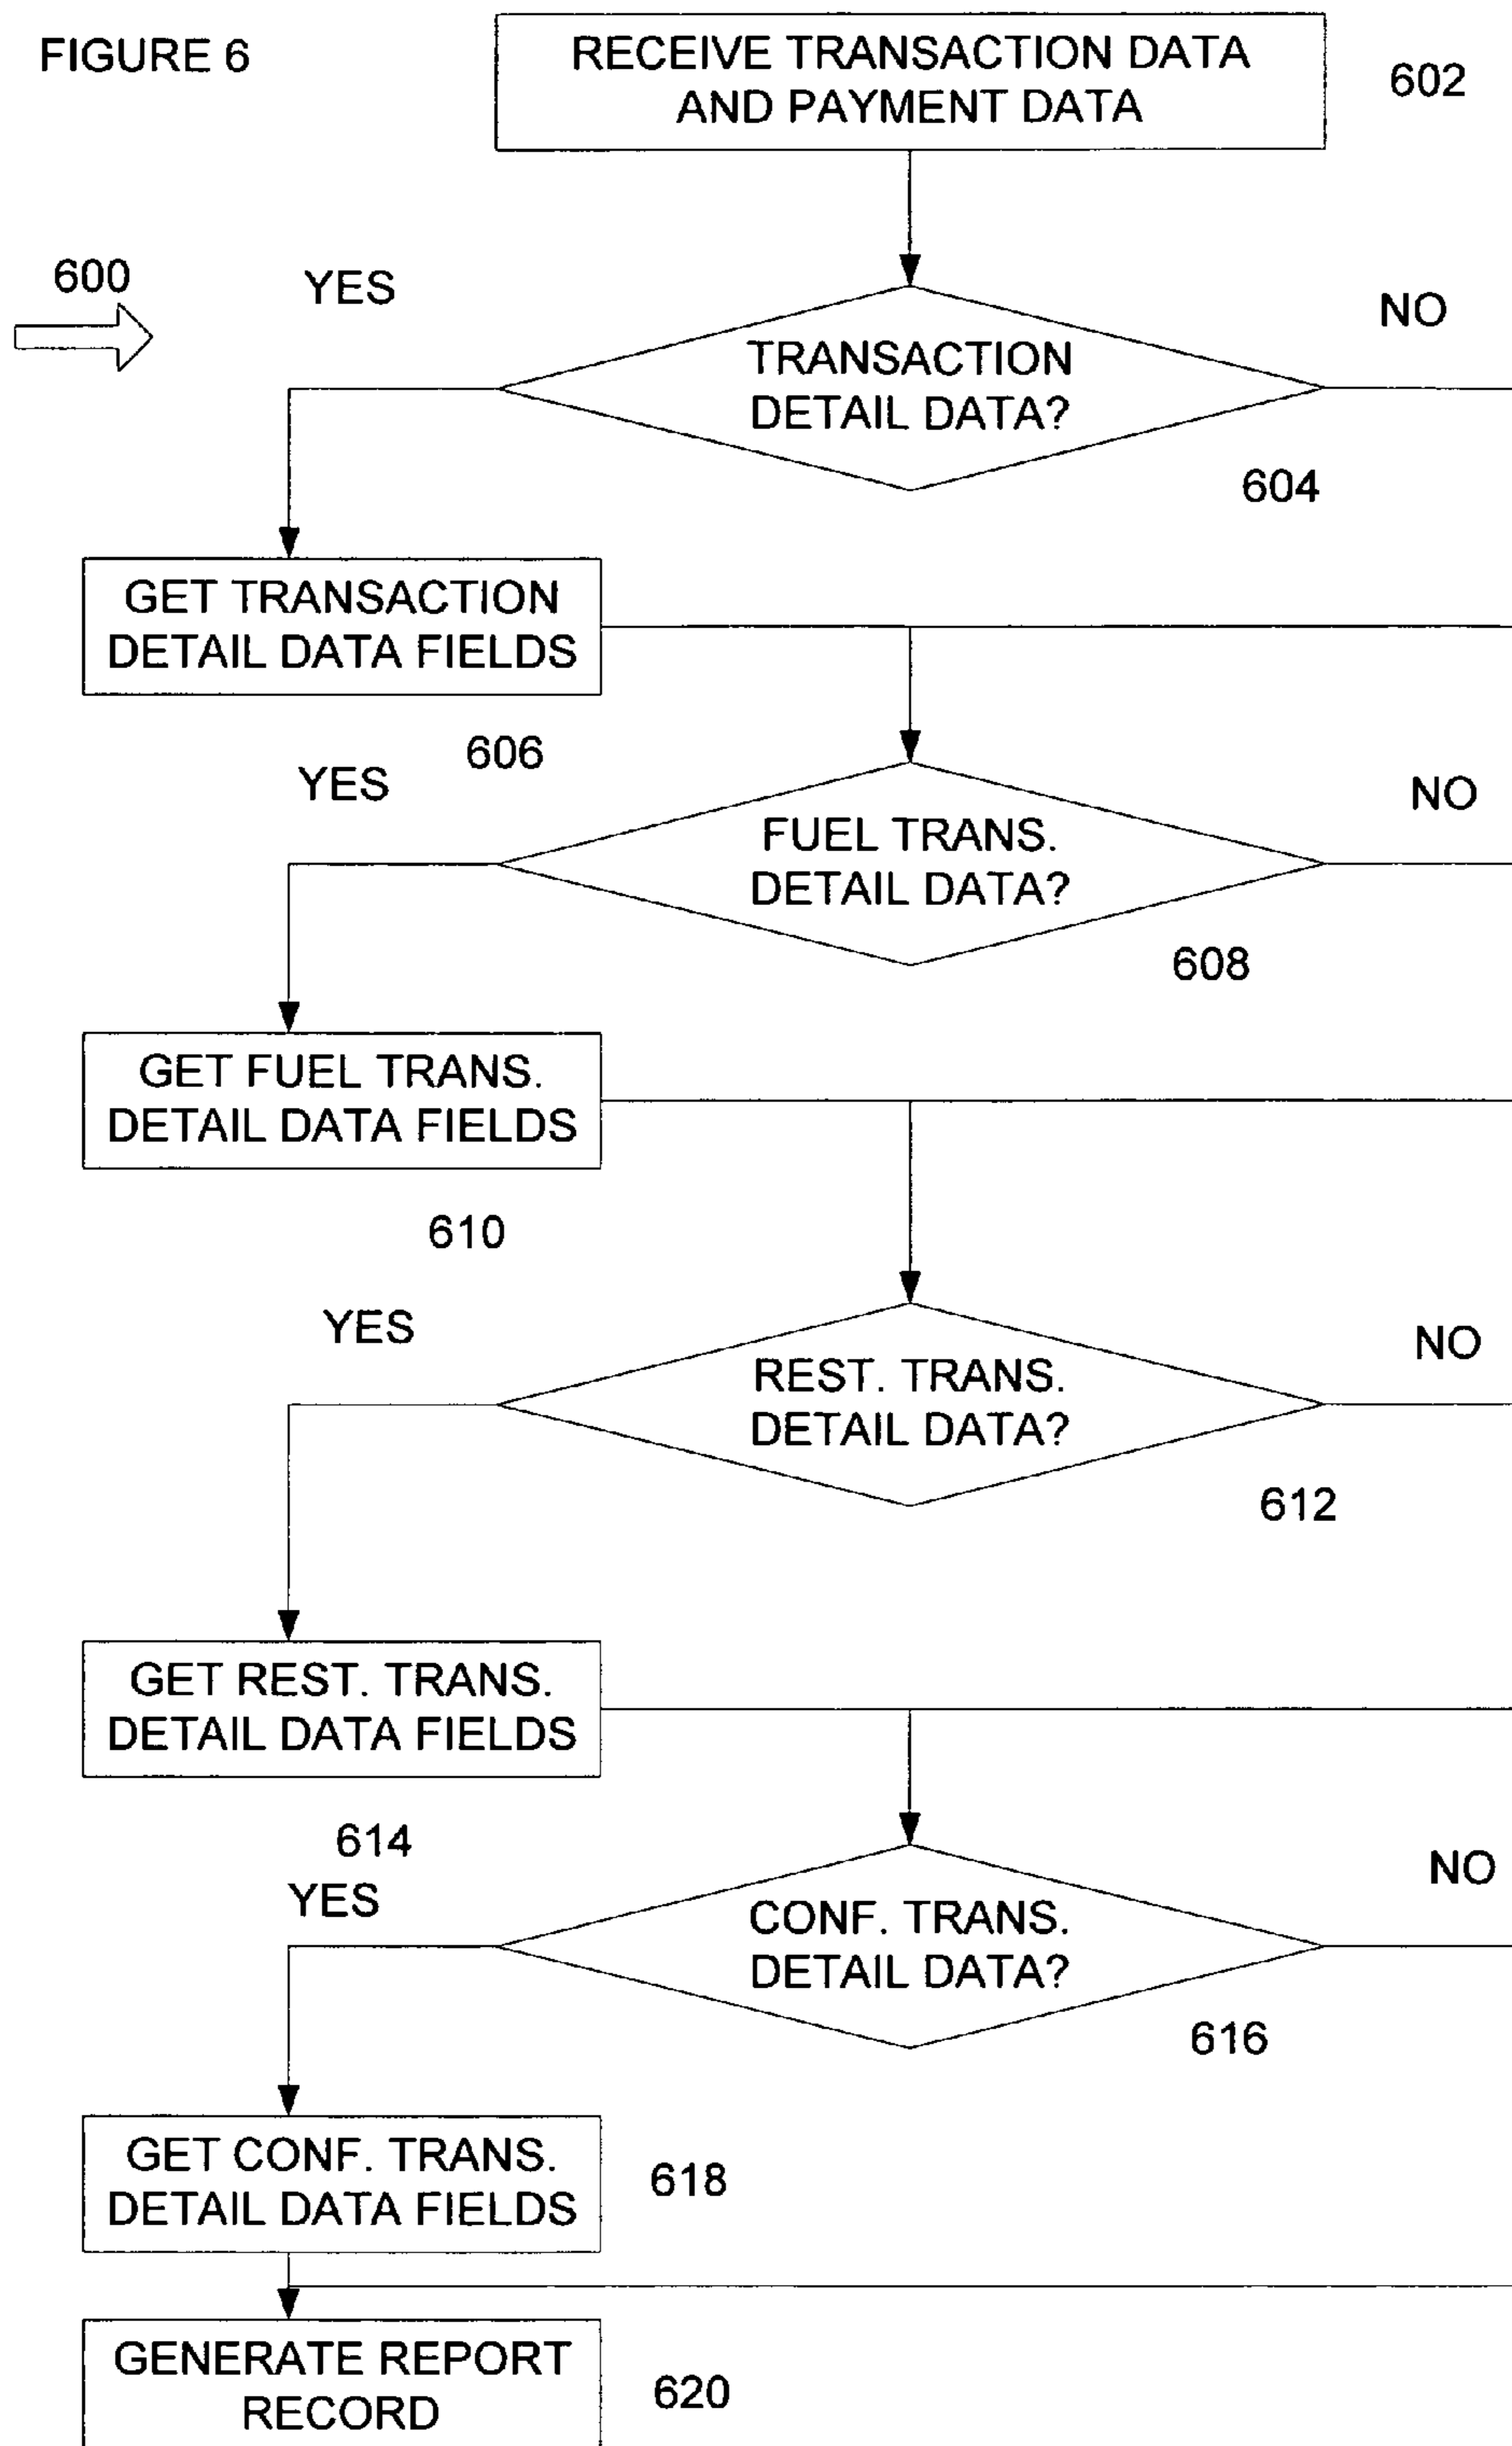 FIGURE 6
RECEIVE TRANSACTION DATA
AND PAYMENT DATA
602
600
YES
NO
TRANSACTION
DETAIL DATA?
604
GET TRANSACTION
DETAIL DATA FIELDS
606
YES
NO
FUEL TRANS.
DETAIL DATA?
608
GET FUEL TRANS.
DETAIL DATA FIELDS
610
YES
NO
REST. TRANS.
DETAIL DATA?
612
GET REST. TRANS.
DETAIL DATA FIELDS
614
YES
NO
CONF. TRANS.
DETAIL DATA?
616
GET CONF. TRANS.
DETAIL DATA FIELDS
618
GENERATE REPORT
RECORD
620